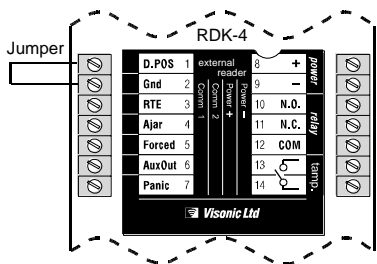 RDK-4
Jumper
D.POS 1 external reader 8 + power
Gnd 2 Comm 1 Comm 2 Power + Power – 9 –
RTE 3 10 N.O. relay
Ajar 4 11 N.C.
Forced 5 12 COM
AuxOut 6 13 tamp.
Panic 7 14
Visonic Ltd